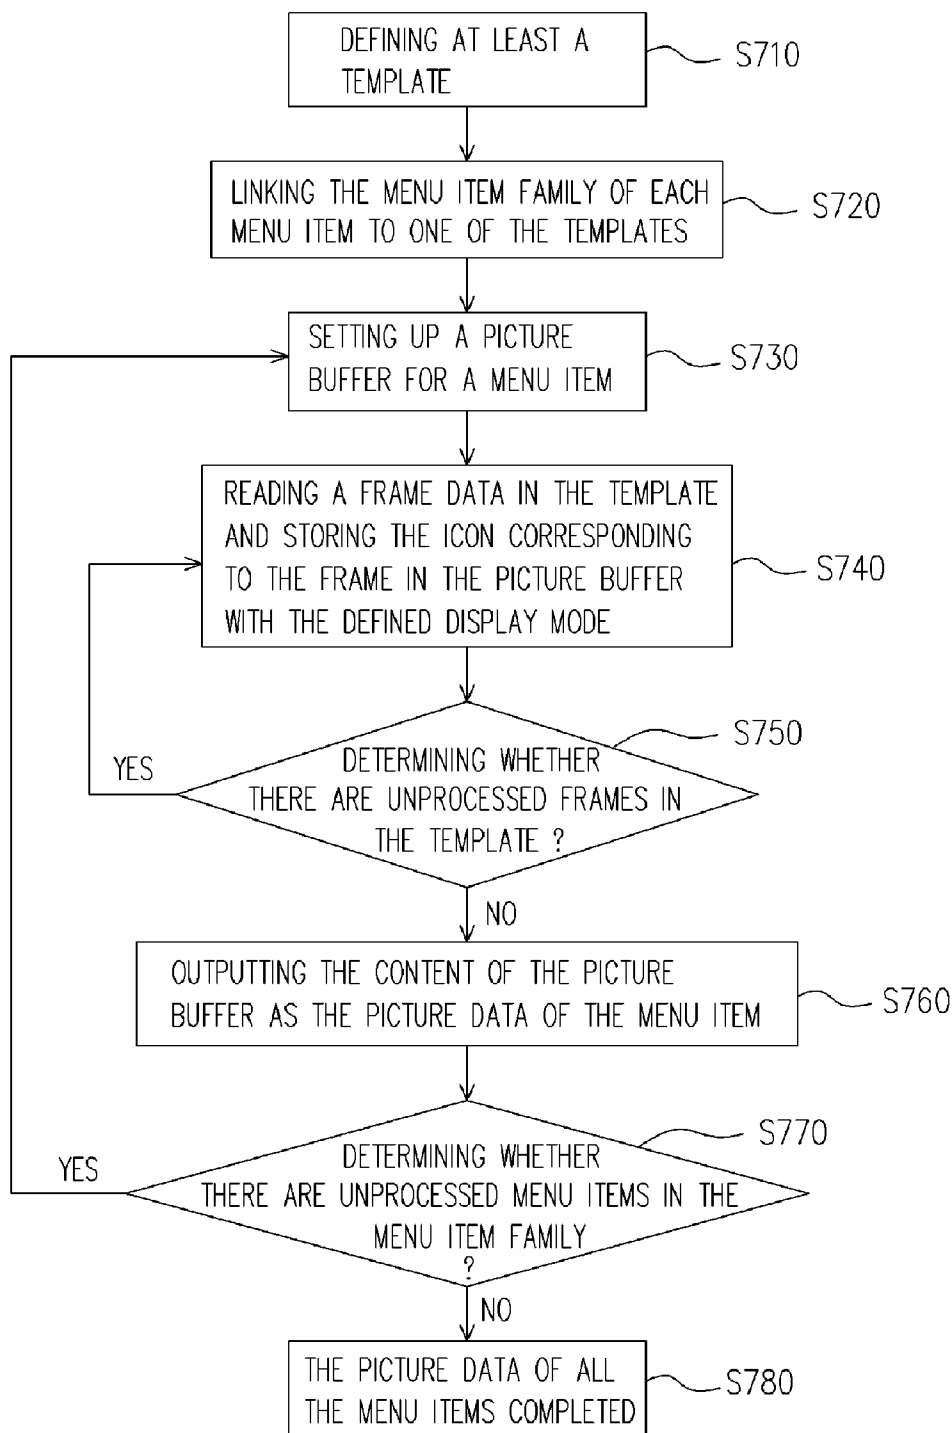 DEFINING AT LEAST A
TEMPLATE
S710
LINKING THE MENU ITEM FAMILY OF EACH
MENU ITEM TO ONE OF THE TEMPLATES
S720
SETTING UP A PICTURE
BUFFER FOR A MENU ITEM
S730
READING A FRAME DATA IN THE TEMPLATE
AND STORING THE ICON CORRESPONDING
TO THE FRAME IN THE PICTURE BUFFER
WITH THE DEFINED DISPLAY MODE
S740
DETERMINING WHETHER
THERE ARE UNPROCESSED FRAMES IN
THE TEMPLATE ?
S750
YES
NO
OUTPUTTING THE CONTENT OF THE PICTURE
BUFFER AS THE PICTURE DATA OF THE MENU ITEM
S760
DETERMINING WHETHER
THERE ARE UNPROCESSED MENU ITEMS IN THE
MENU ITEM FAMILY
?
S770
YES
NO
THE PICTURE DATA OF ALL
THE MENU ITEMS COMPLETED
S780